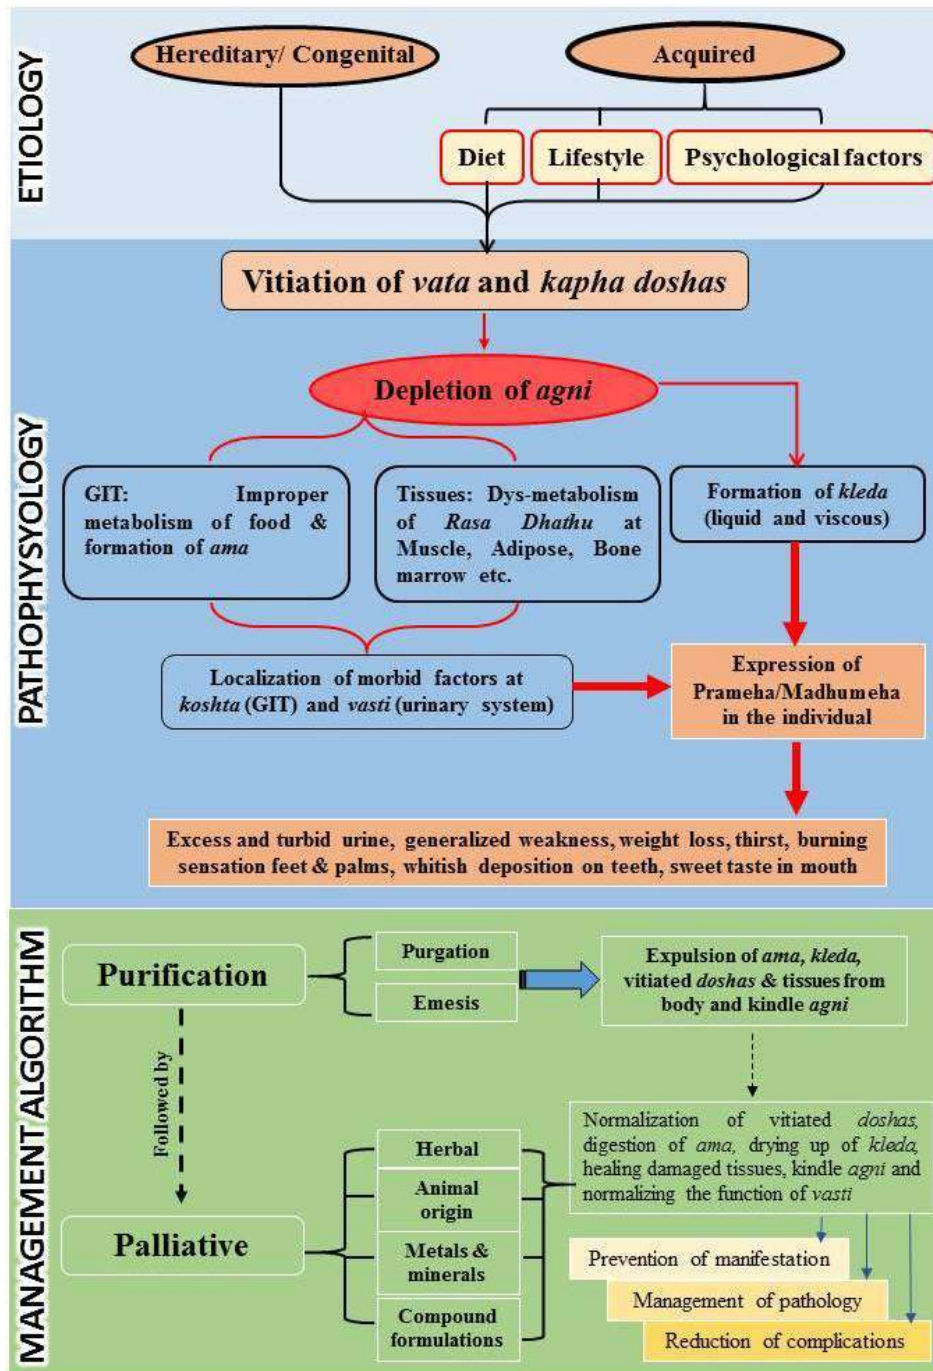 ETIOLOGY
Hereditary/ Congenital
Acquired
Diet
Lifestyle
Psychological factors
PATHOPHYSYOLOGY
Vitiation of vata and kapha doshas
Depletion of agni
GIT: Improper
metabolism of food &
formation of ama
Tissues: Dys-metabolism
of Rasa Dhathu at
Muscle, Adipose, Bone
marrow etc.
Formation of kleda
(liquid and viscous)
Localization of morbid factors at
koshta (GIT) and vasti (urinary system)
Expression of
Prameha/Madhumeha
in the individual
Excess and turbid urine, generalized weakness, weight loss, thirst, burning
sensation feet & palms, whitish deposition on teeth, sweet taste in mouth
MANAGEMENT ALGORITHM
Purification
Purgation
Emesis
Expulsion of ama, kleda,
vitiated doshas & tissues from
body and kindle agni
Followed by
Palliative
Herbal
Animal
origin
Metals &
minerals
Compound
formulations
Normalization of vitiated doshas,
digestion of ama, drying up of kleda,
healing damaged tissues, kindle agni and
normalizing the function of vasti
Prevention of manifestation
Management of pathology
Reduction of complications